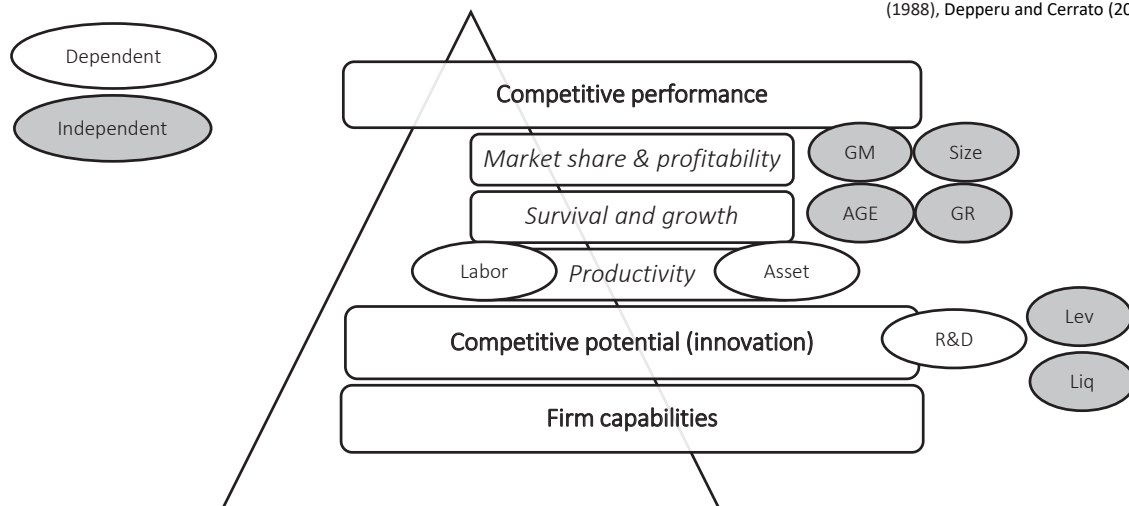 (1988), Depperu and Cerrato (20
Dependent
Independent
Competitive performance
Market share & profitability GM Size
Survival and growth AGE GR
Labor Productivity Asset
Competitive potential (innovation) R&D Lev
Liq
Firm capabilities